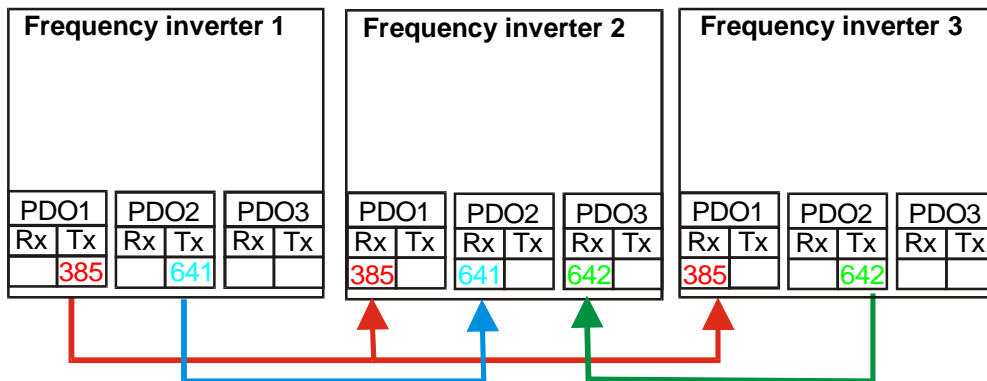 Frequency inverter 1 Frequency inverter 2 Frequency inverter 3
PDO1 PDO2 PDO3 PDO1 PDO2 PDO3 PDO1 PDO2 PDO3
Rx Tx Rx Tx Rx Tx Rx Tx Rx Tx Rx Tx Rx Tx Rx Tx Rx Tx
385 641 385 641 642 385 642